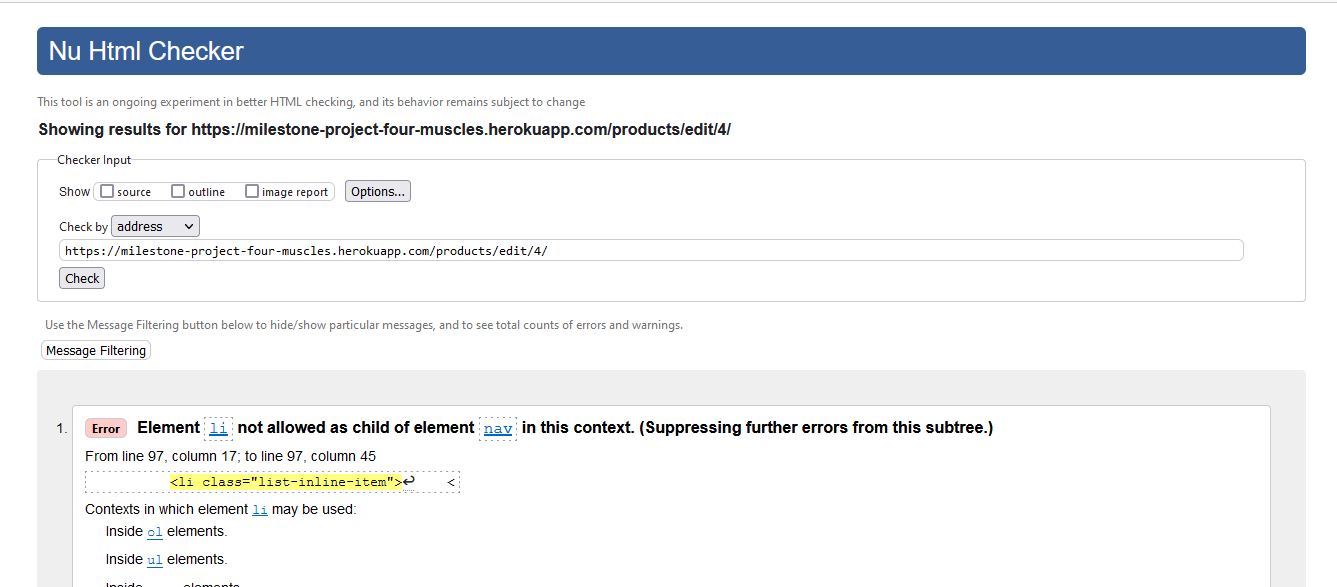 Nu Html Checker
This tool is an ongoing experiment in better HTML checking, and its behavior remains subject to change
Showing results for https://milestone-project-four-muscles.herokuapp.com/products/edit/4/
Checker Input
Show source outline image report Options...
Check by address
https://milestone-project-four-muscles.herokuapp.com/products/edit/4/
Check
Use the Message Filtering button below to hide/show particular messages, and to see total counts of errors and warnings.
Message Filtering
1. Error Element li not allowed as child of element nav in this context. (Suppressing further errors from this subtree.)
From line 97, column 17; to line 97, column 45
<li class="list-inline-item">↩ <
Contexts in which element li may be used:
Inside ol elements.
Inside ul elements.
Inside elements.